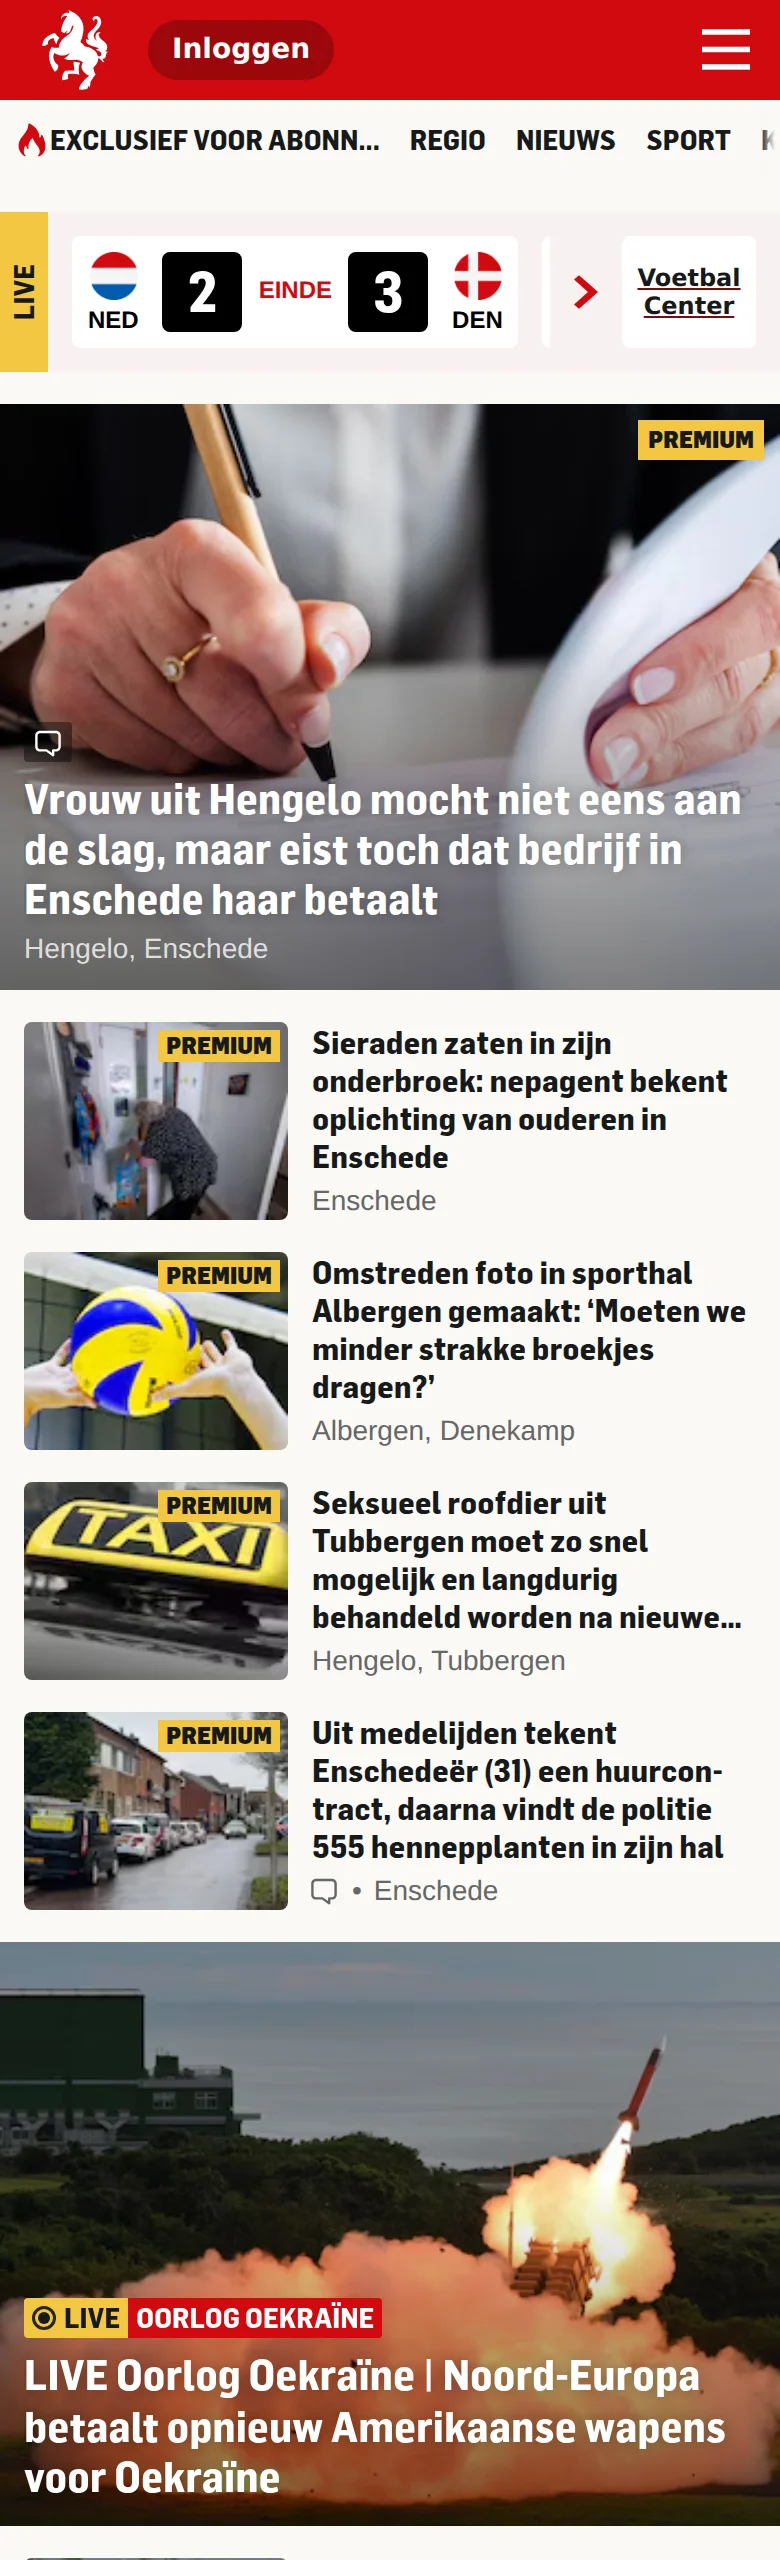 Inloggen
EXCLUSIEF VOOR ABONN... REGIO NIEUWS SPORT K
LIVE
NED
2
EINDE
3
DEN
Voetbal
Center
PREMIUM
Vrouw uit Hengelo mocht niet eens aan
de slag, maar eist toch dat bedrijf in
Enschede haar betaalt
Hengelo, Enschede
PREMIUM
Sieraden zaten in zijn
onderbroek: nepagent bekent
oplichting van ouderen in
Enschede
Enschede
PREMIUM
Omstreden foto in sporthal
Albergen gemaakt: ‘Moeten we
minder strakke broekjes
dragen?’
Albergen, Denekamp
PREMIUM
TAXI
Seksueel roofdier uit
Tubbergen moet zo snel
mogelijk en langdurig
behandeld worden na nieuwe...
Hengelo, Tubbergen
PREMIUM
Uit medelijden tekent
Enschedeër (31) een huurcon-
tract, daarna vindt de politie
555 hennepplanten in zijn hal
• Enschede
LIVE OORLOG OEKRAÏNE
LIVE Oorlog Oekraïne | Noord-Europa
betaalt opnieuw Amerikaanse wapens
voor Oekraïne